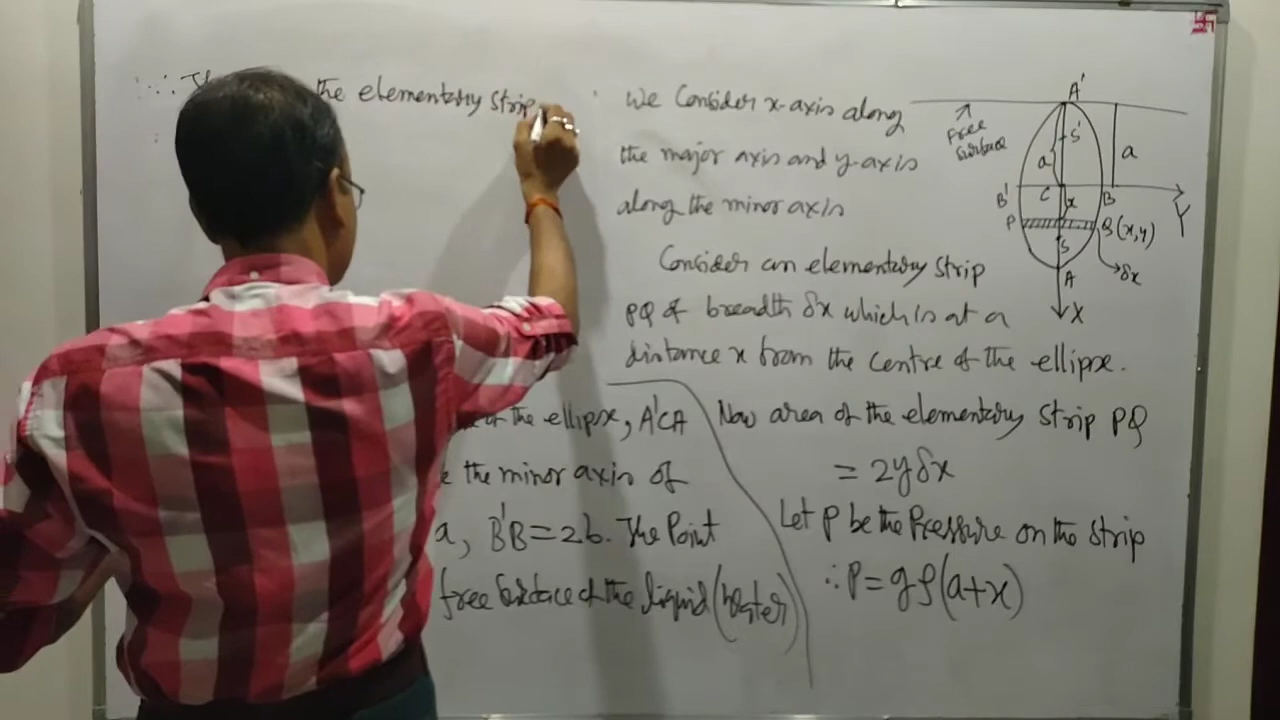 the elementary Strip
We Consider x-axis along
the major axis and y-axis
along the minor axis
Consider an elementary strip
PQ of breadth δx which is at a
distance x from the centre of the ellipse.
the ellipse, A'CA
the minor axis of
a, B'B=2b. The Point
free surface of the liquid (water)
Now area of the elementary strip PQ
= 2yδx
Let P be the Pressure on the strip
∴ P = gρ(a+x)
A'
Free
surface
S'
a
a
B'
C
x
B
Y
P
Q(x,y)
S
A
δx
X